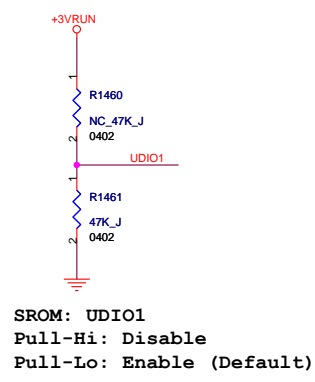 +3VRUN
1
R1460
NC_47K_J
2
0402
UDIO1
1
R1461
47K_J
2
0402
SROM: UDIO1
Pull-Hi: Disable
Pull-Lo: Enable (Default)